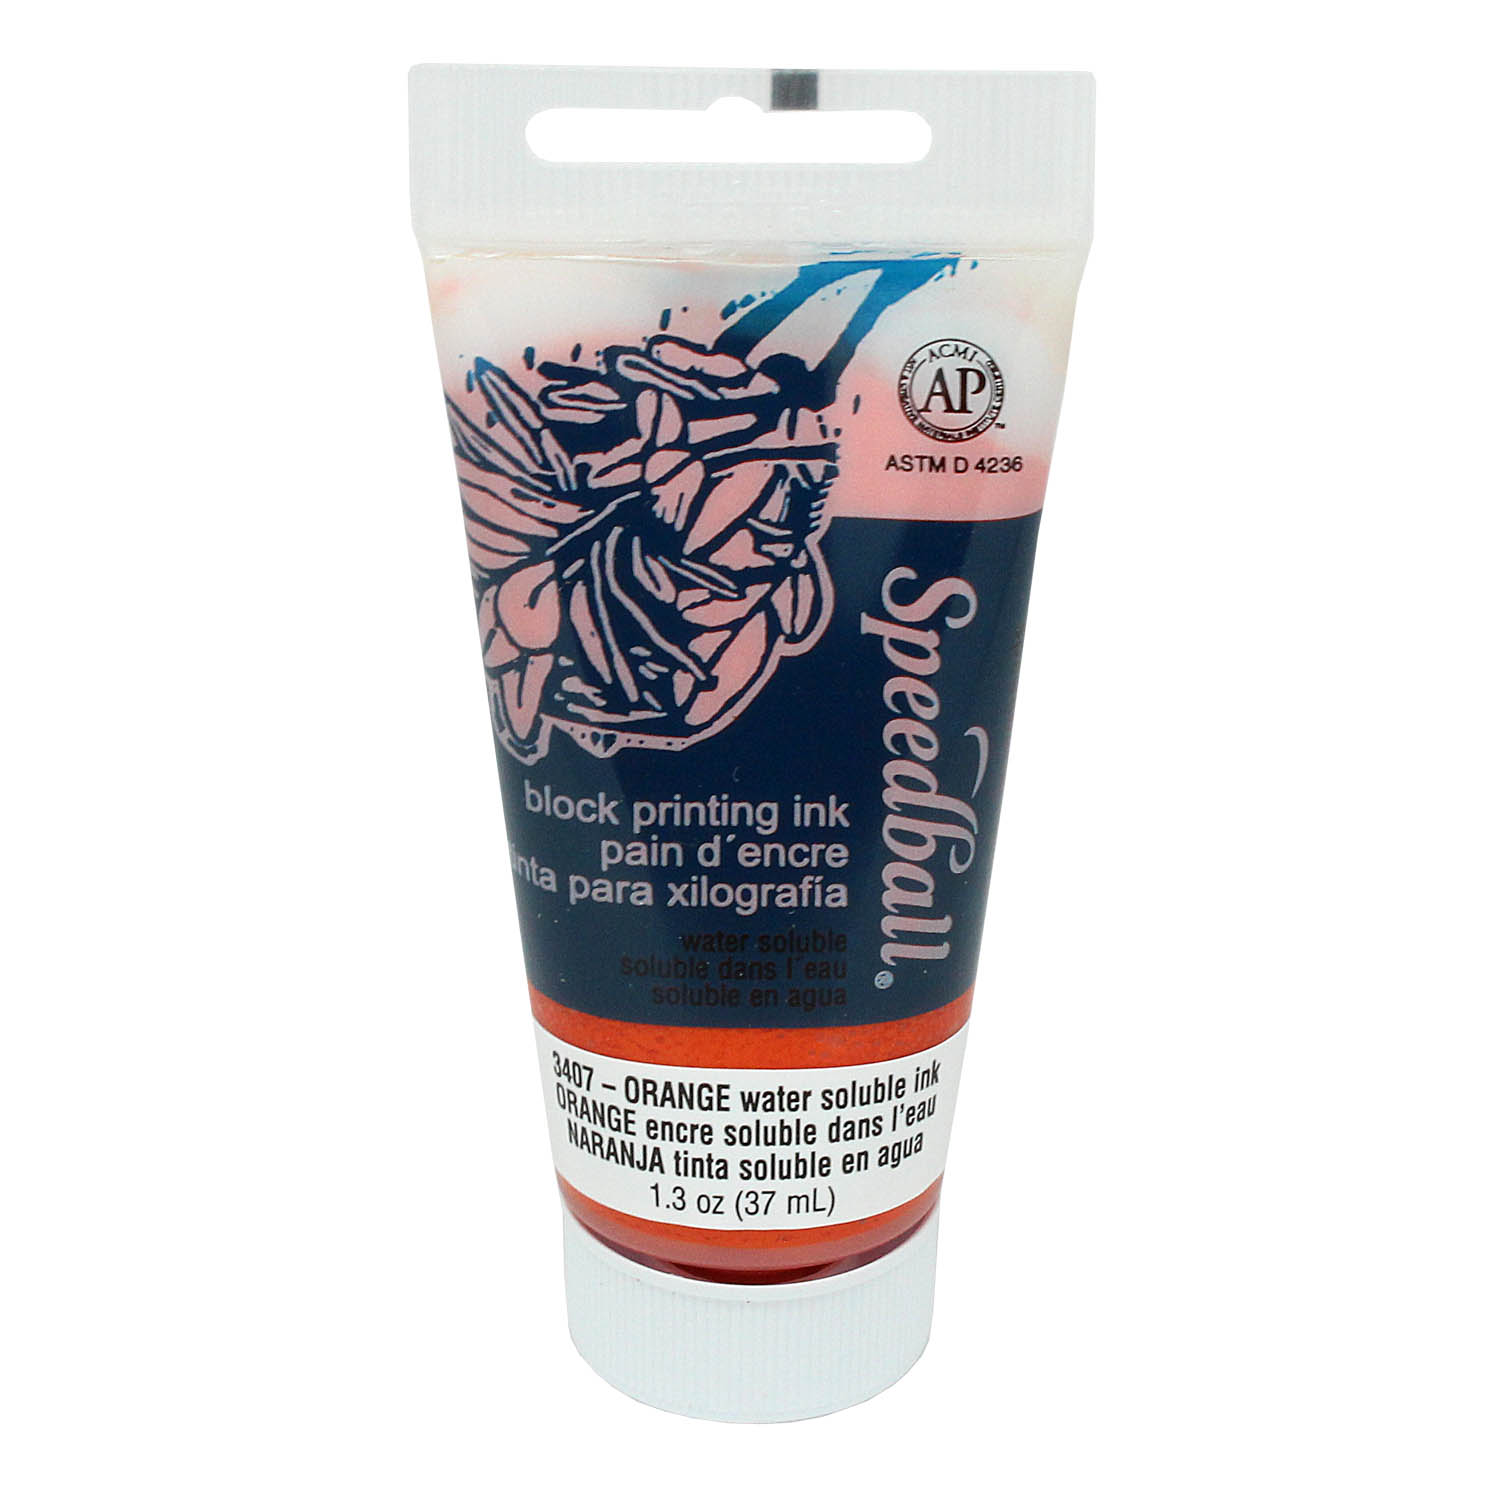 ACMI
AP
ASTM D 4236
Speedball®
block printing ink
pain d´encre
tinta para xilografía
water soluble
soluble dans l´eau
soluble en agua
3407 – ORANGE water soluble ink
ORANGE encre soluble dans l'eau
NARANJA tinta soluble en agua
1.3 oz (37 mL)